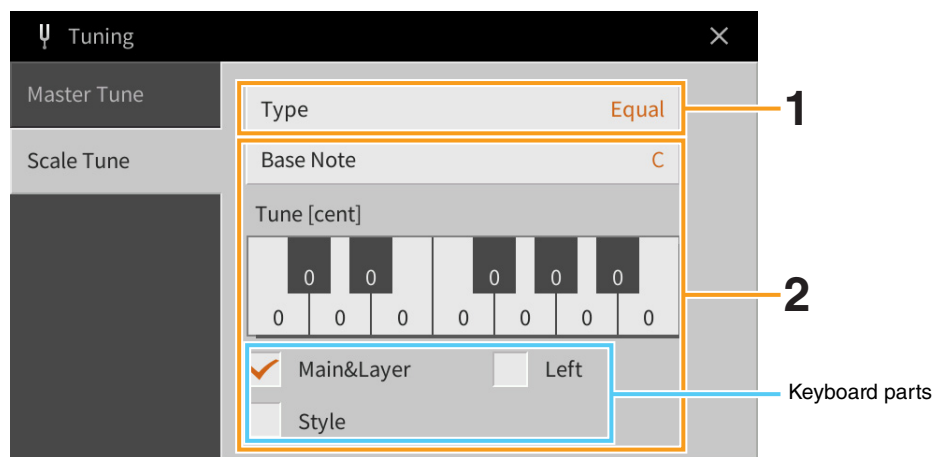 Tuning
Master Tune
Scale Tune
Type Equal
1
Base Note C
Tune [cent]
0 0 0 0 0
0 0 0 0 0 0 0
2
Main&Layer Left
Keyboard parts
Style